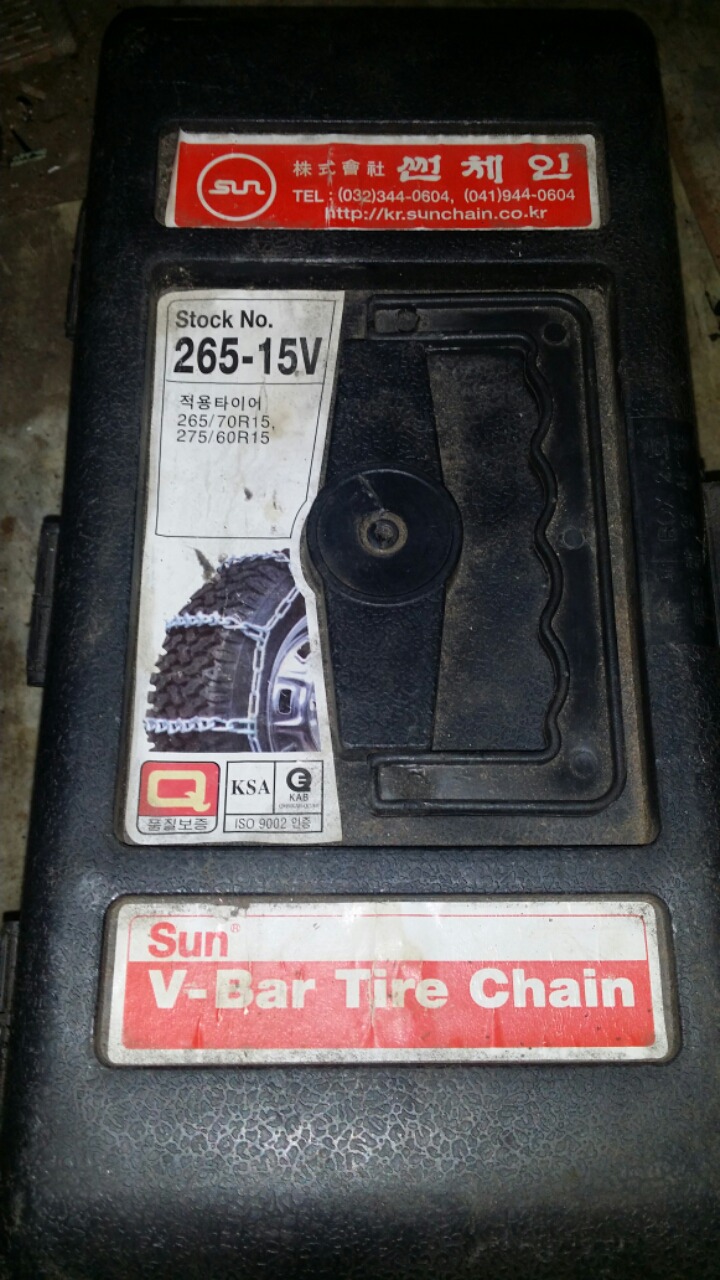 sun
株式會社 썬체인
TEL : (032)344-0604, (041)944-0604
http://kr.sunchain.co.kr
Stock No.
265-15V
적용타이어
265/70R15,
275/60R15
Q
품질보증
KSA
KAB
ISO 9002 인증
Sun®
V-Bar Tire Chain